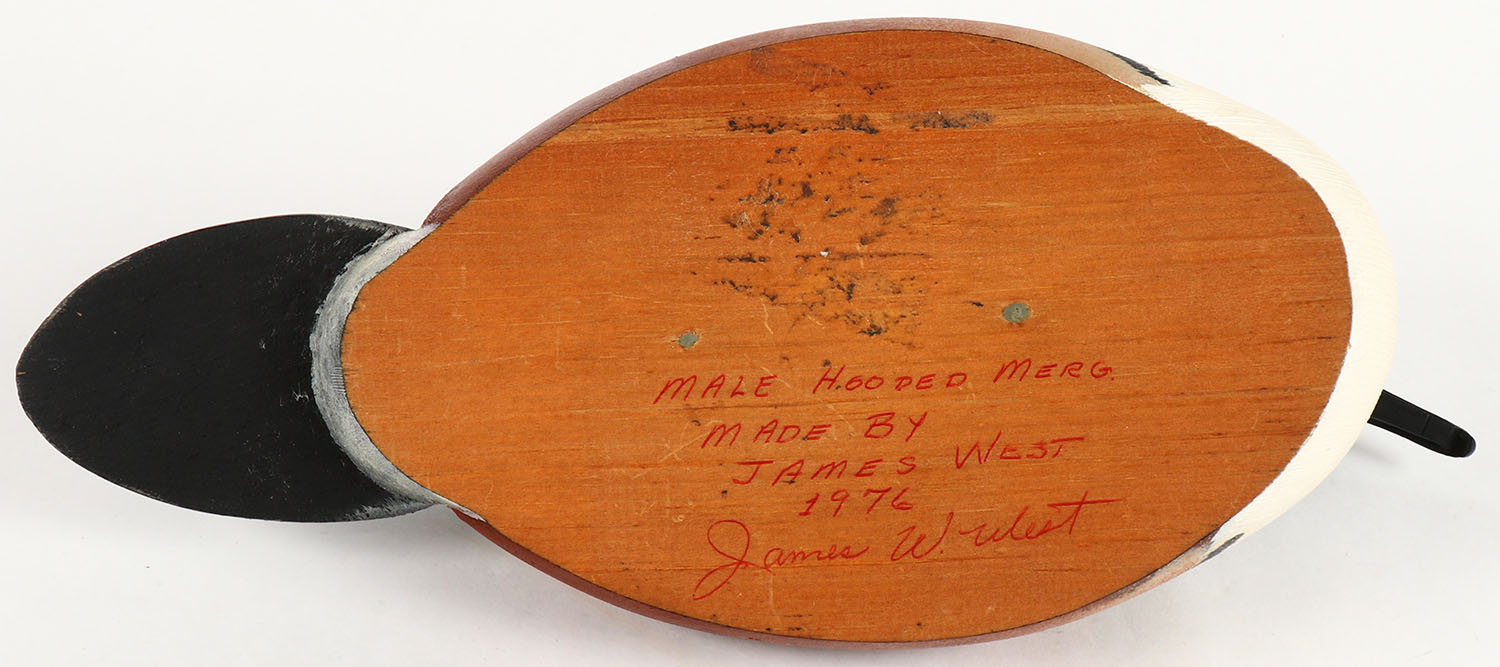 MALE HOODED MERG.
MADE BY
JAMES WEST
1976
James W. West